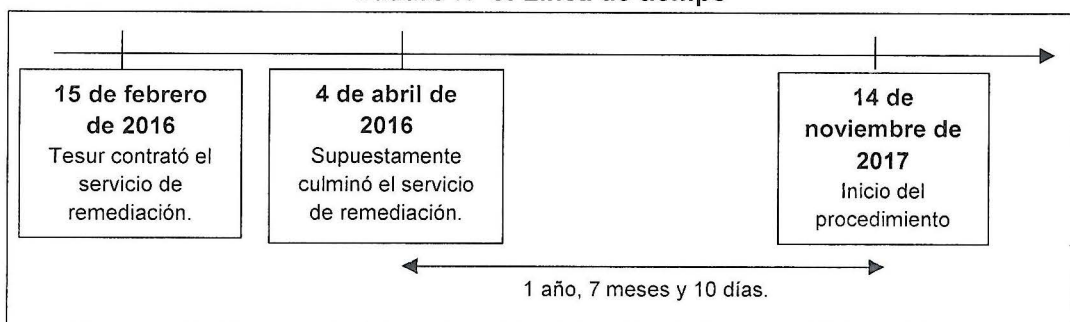 15 de febrero
de 2016
Tesur contrató el
servicio de
remediación.
4 de abril de
2016
Supuestamente
culminó el servicio
de remediación.
14 de
noviembre de
2017
Inicio del
procedimiento
1 año, 7 meses y 10 días.